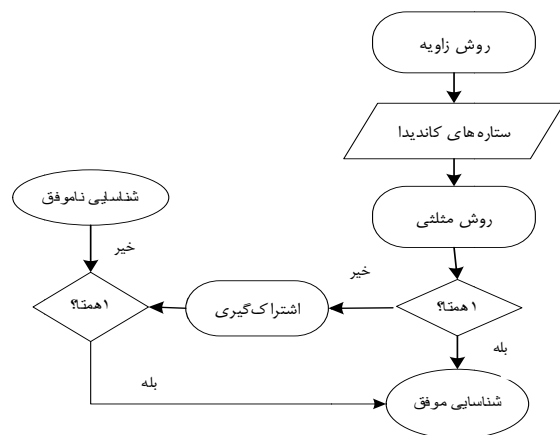 روش زاویه
ستاره‌های کاندیدا
روش مثلثی
شناسایی ناموفق
خیر
خیر
۱همتا؟
اشتراک‌گیری
۱همتا؟
بله
بله
شناسایی موفق